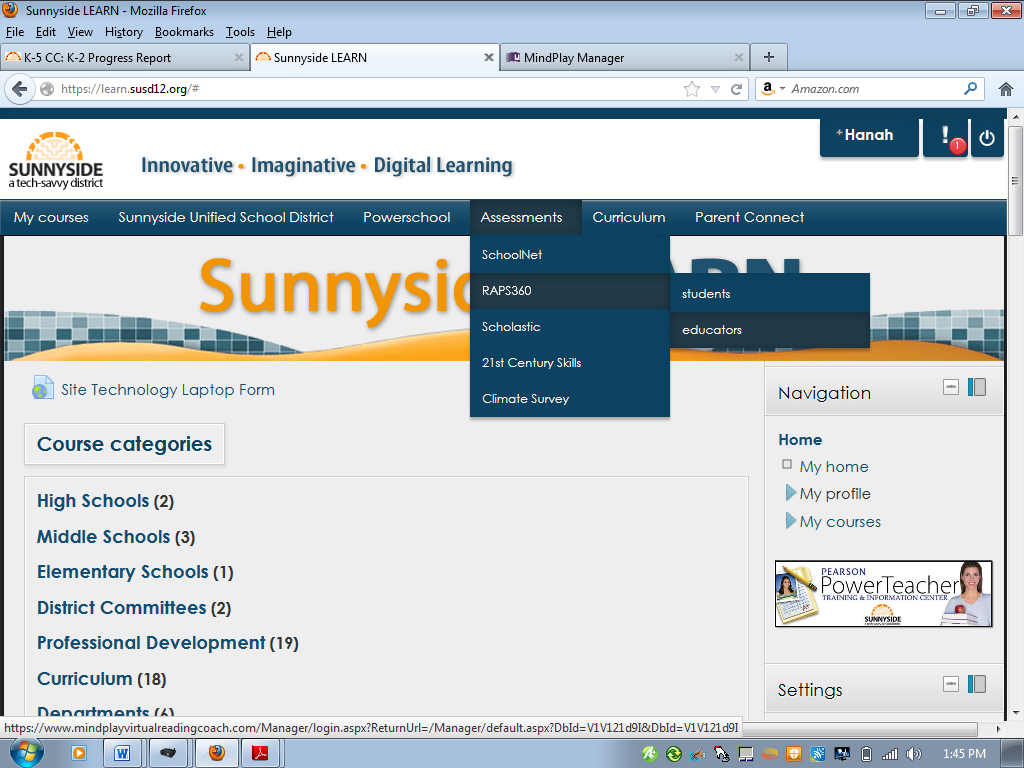 Sunnyside LEARN - Mozilla Firefox
File Edit View History Bookmarks Tools Help
K-5 CC: K-2 Progress Report
Sunnyside LEARN
MindPlay Manager
https://learn.susd12.org/#
Amazon.com
Hanah
! 1
SUNNYSIDE
a tech-savvy district
Innovative • Imaginative • Digital Learning
My courses Sunnyside Unified School District Powerschool Assessments Curriculum Parent Connect
SchoolNet
RAPS360
Scholastic
21st Century Skills
Climate Survey
students
educators
Site Technology Laptop Form
Course categories
High Schools (2)
Middle Schools (3)
Elementary Schools (1)
District Committees (2)
Professional Development (19)
Curriculum (18)
Departments (6)
Navigation
Home
My home
My profile
My courses
PEARSON
PowerTeacher
TRAINING & INFORMATION CENTER
SUNNYSIDE
Settings
https://www.mindplayvirtualreadingcoach.com/Manager/login.aspx?ReturnUrl=/Manager/default.aspx?DbId=V1V121d9I&DbId=V1V121d9I
1:45 PM